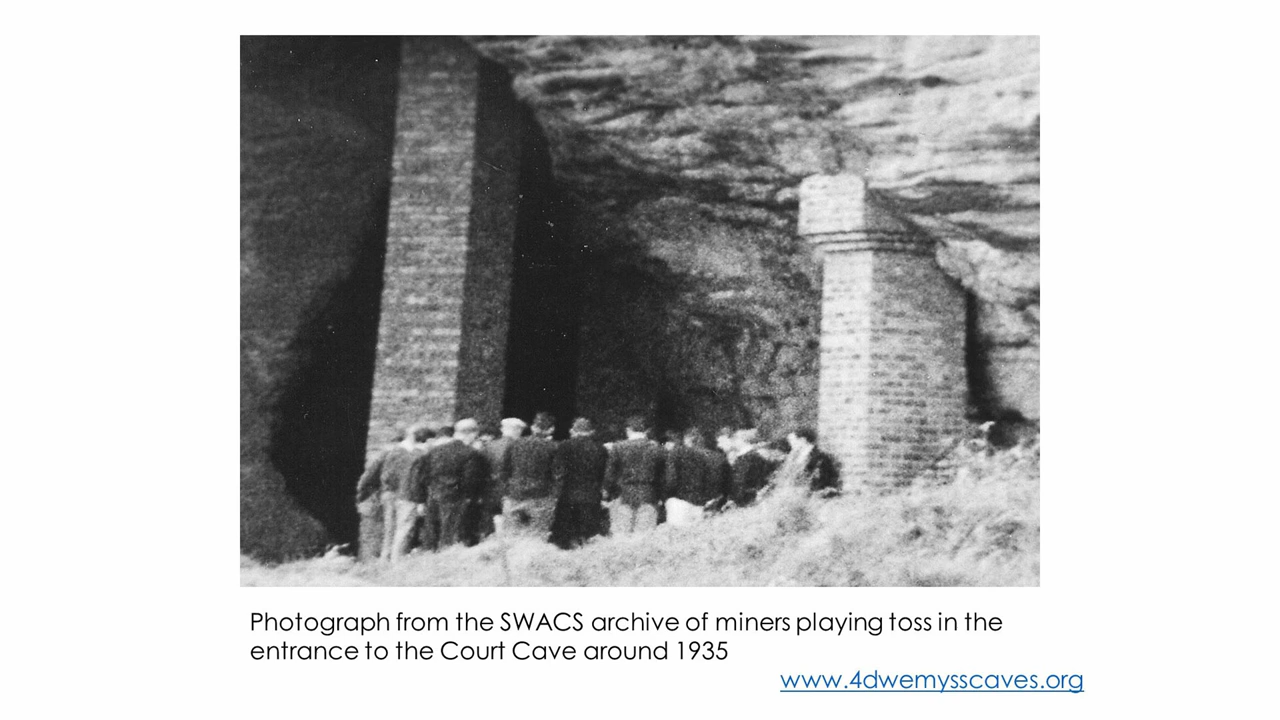 Photograph from the SWACS archive of miners playing toss in the
entrance to the Court Cave around 1935
www.4dwemysscaves.org